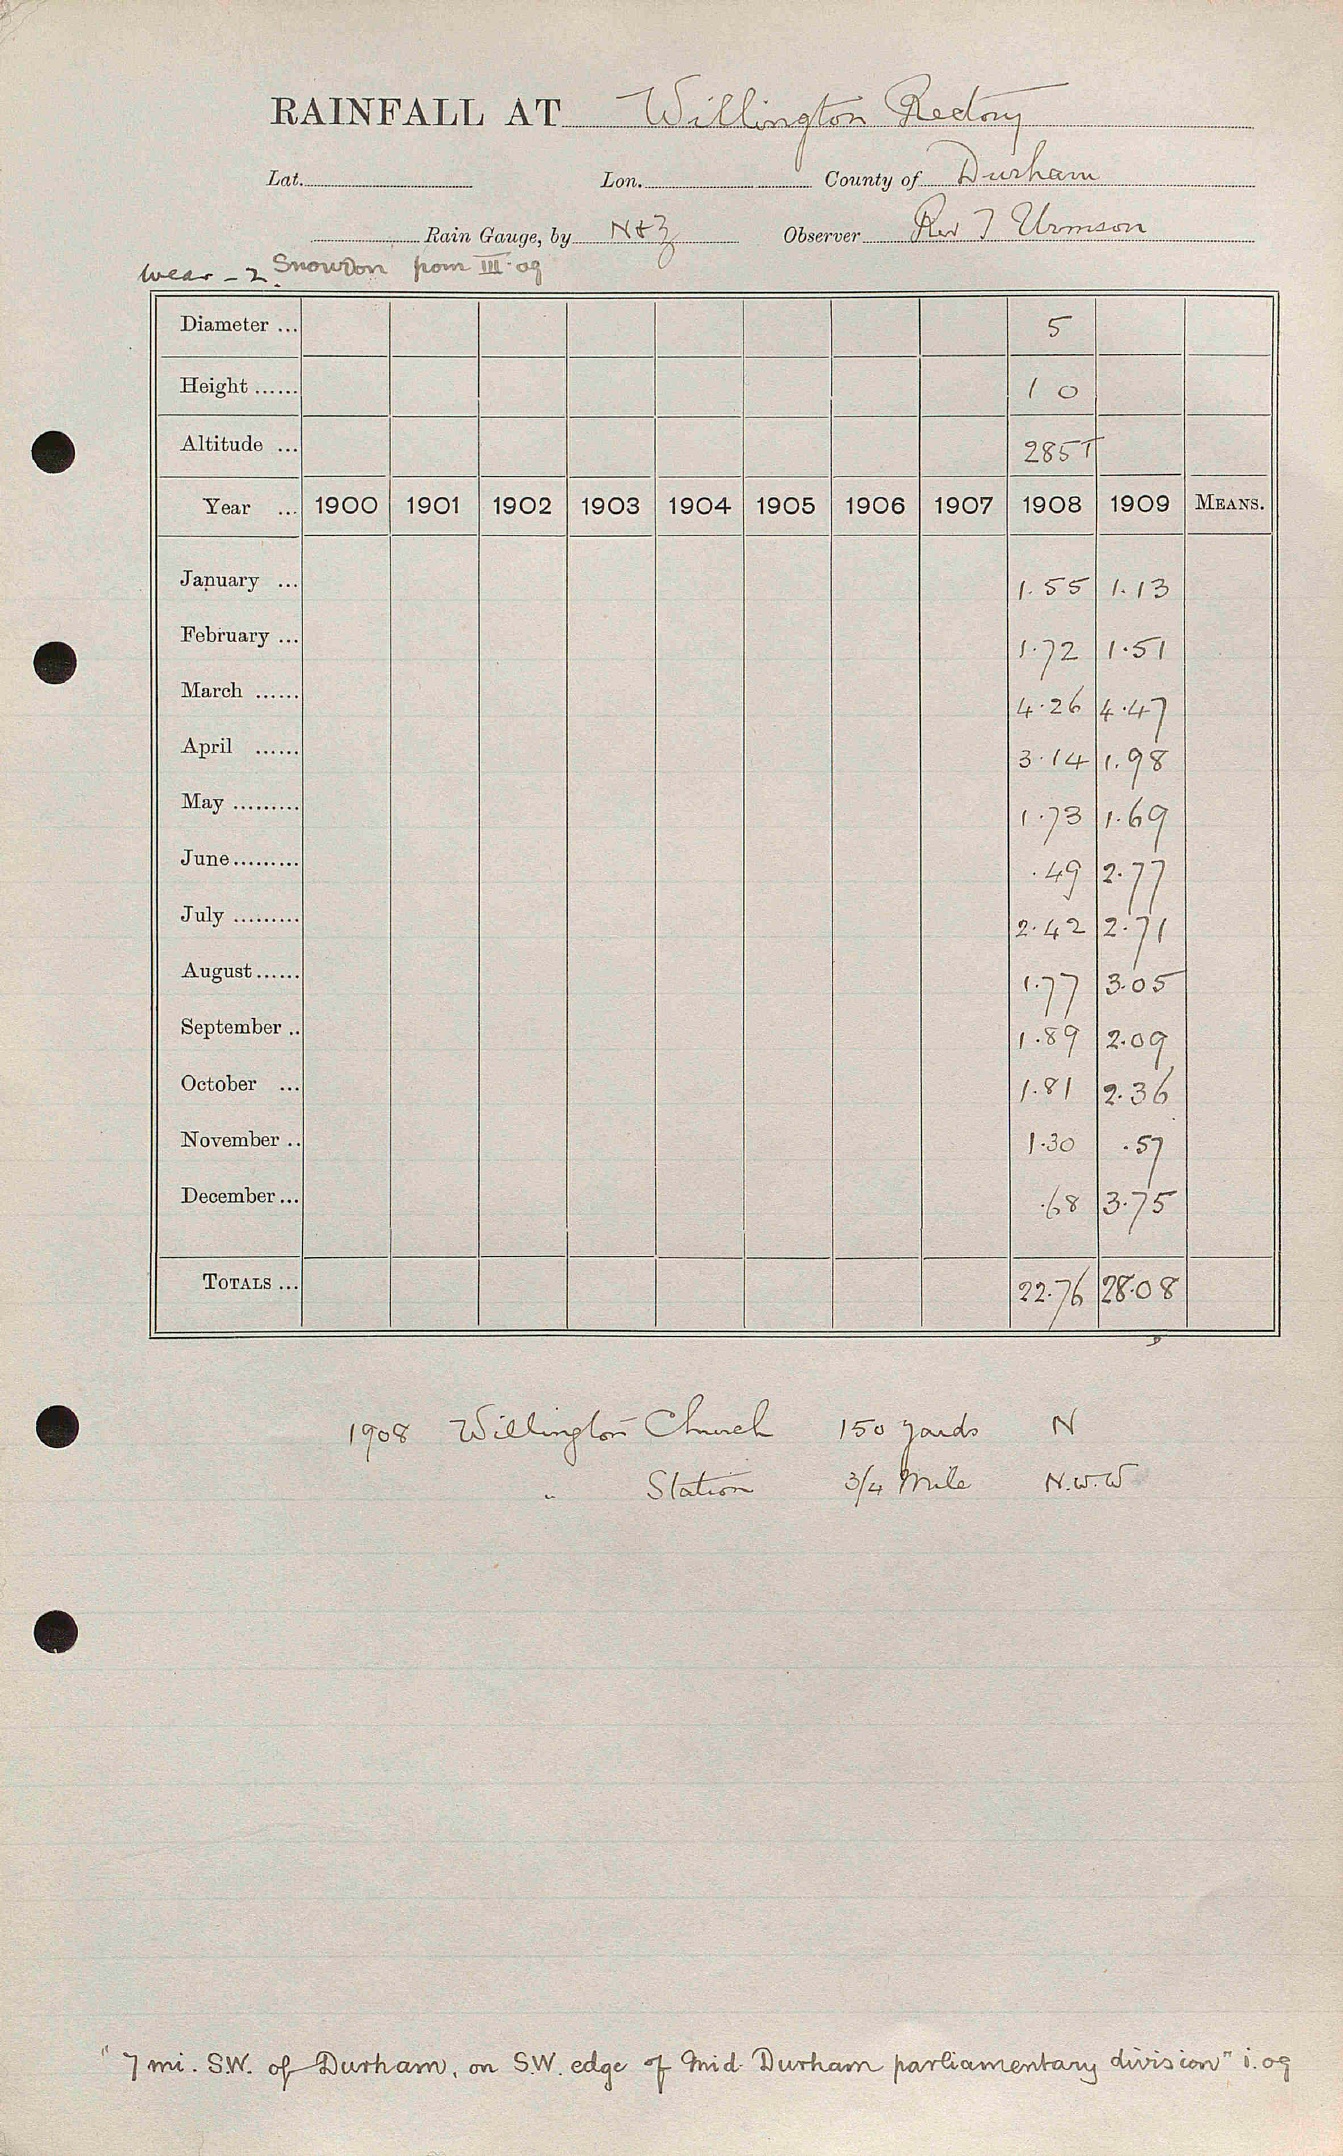 RAINFALL AT Willington Rectory
Lat. Lon. County of Durham
Rain Gauge, by N&Z Observer Rev T Urmson
Wear - 2. Snowdon from III.09
Diameter ... 5
Height ...... 1 0
Altitude ... 285T
Year ... 1900 1901 1902 1903 1904 1905 1906 1907 1908 1909 MEANS.
January ... 1.55 1.13
February ... 1.72 1.51
March ...... 4.26 4.47
April ...... 3.14 1.98
May ......... 1.73 1.69
June ......... .49 2.77
July ......... 2.42 2.71
August ...... 1.77 3.05
September .. 1.89 2.09
October ... 1.81 2.36
November .. 1.30 .57
December ... .68 3.75
TOTALS ... 22.76 28.08
1908 Willington Church 150 yards N
" Station 3/4 Mile N.W.W
"7 mi. S.W. of Durham, on S.W. edge of Mid Durham parliamentary division" i.09